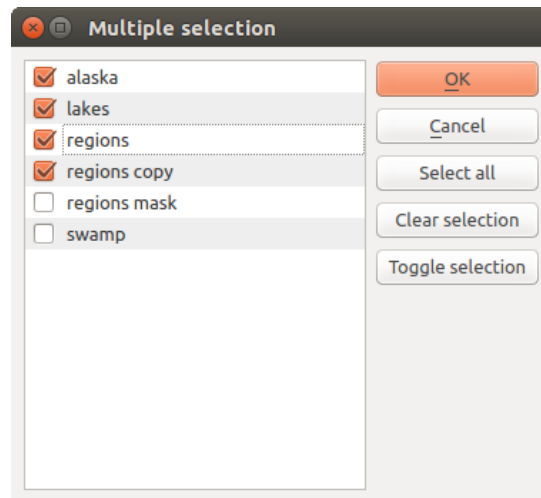 Multiple selection
alaska
lakes
regions
regions copy
regions mask
swamp
OK
Cancel
Select all
Clear selection
Toggle selection